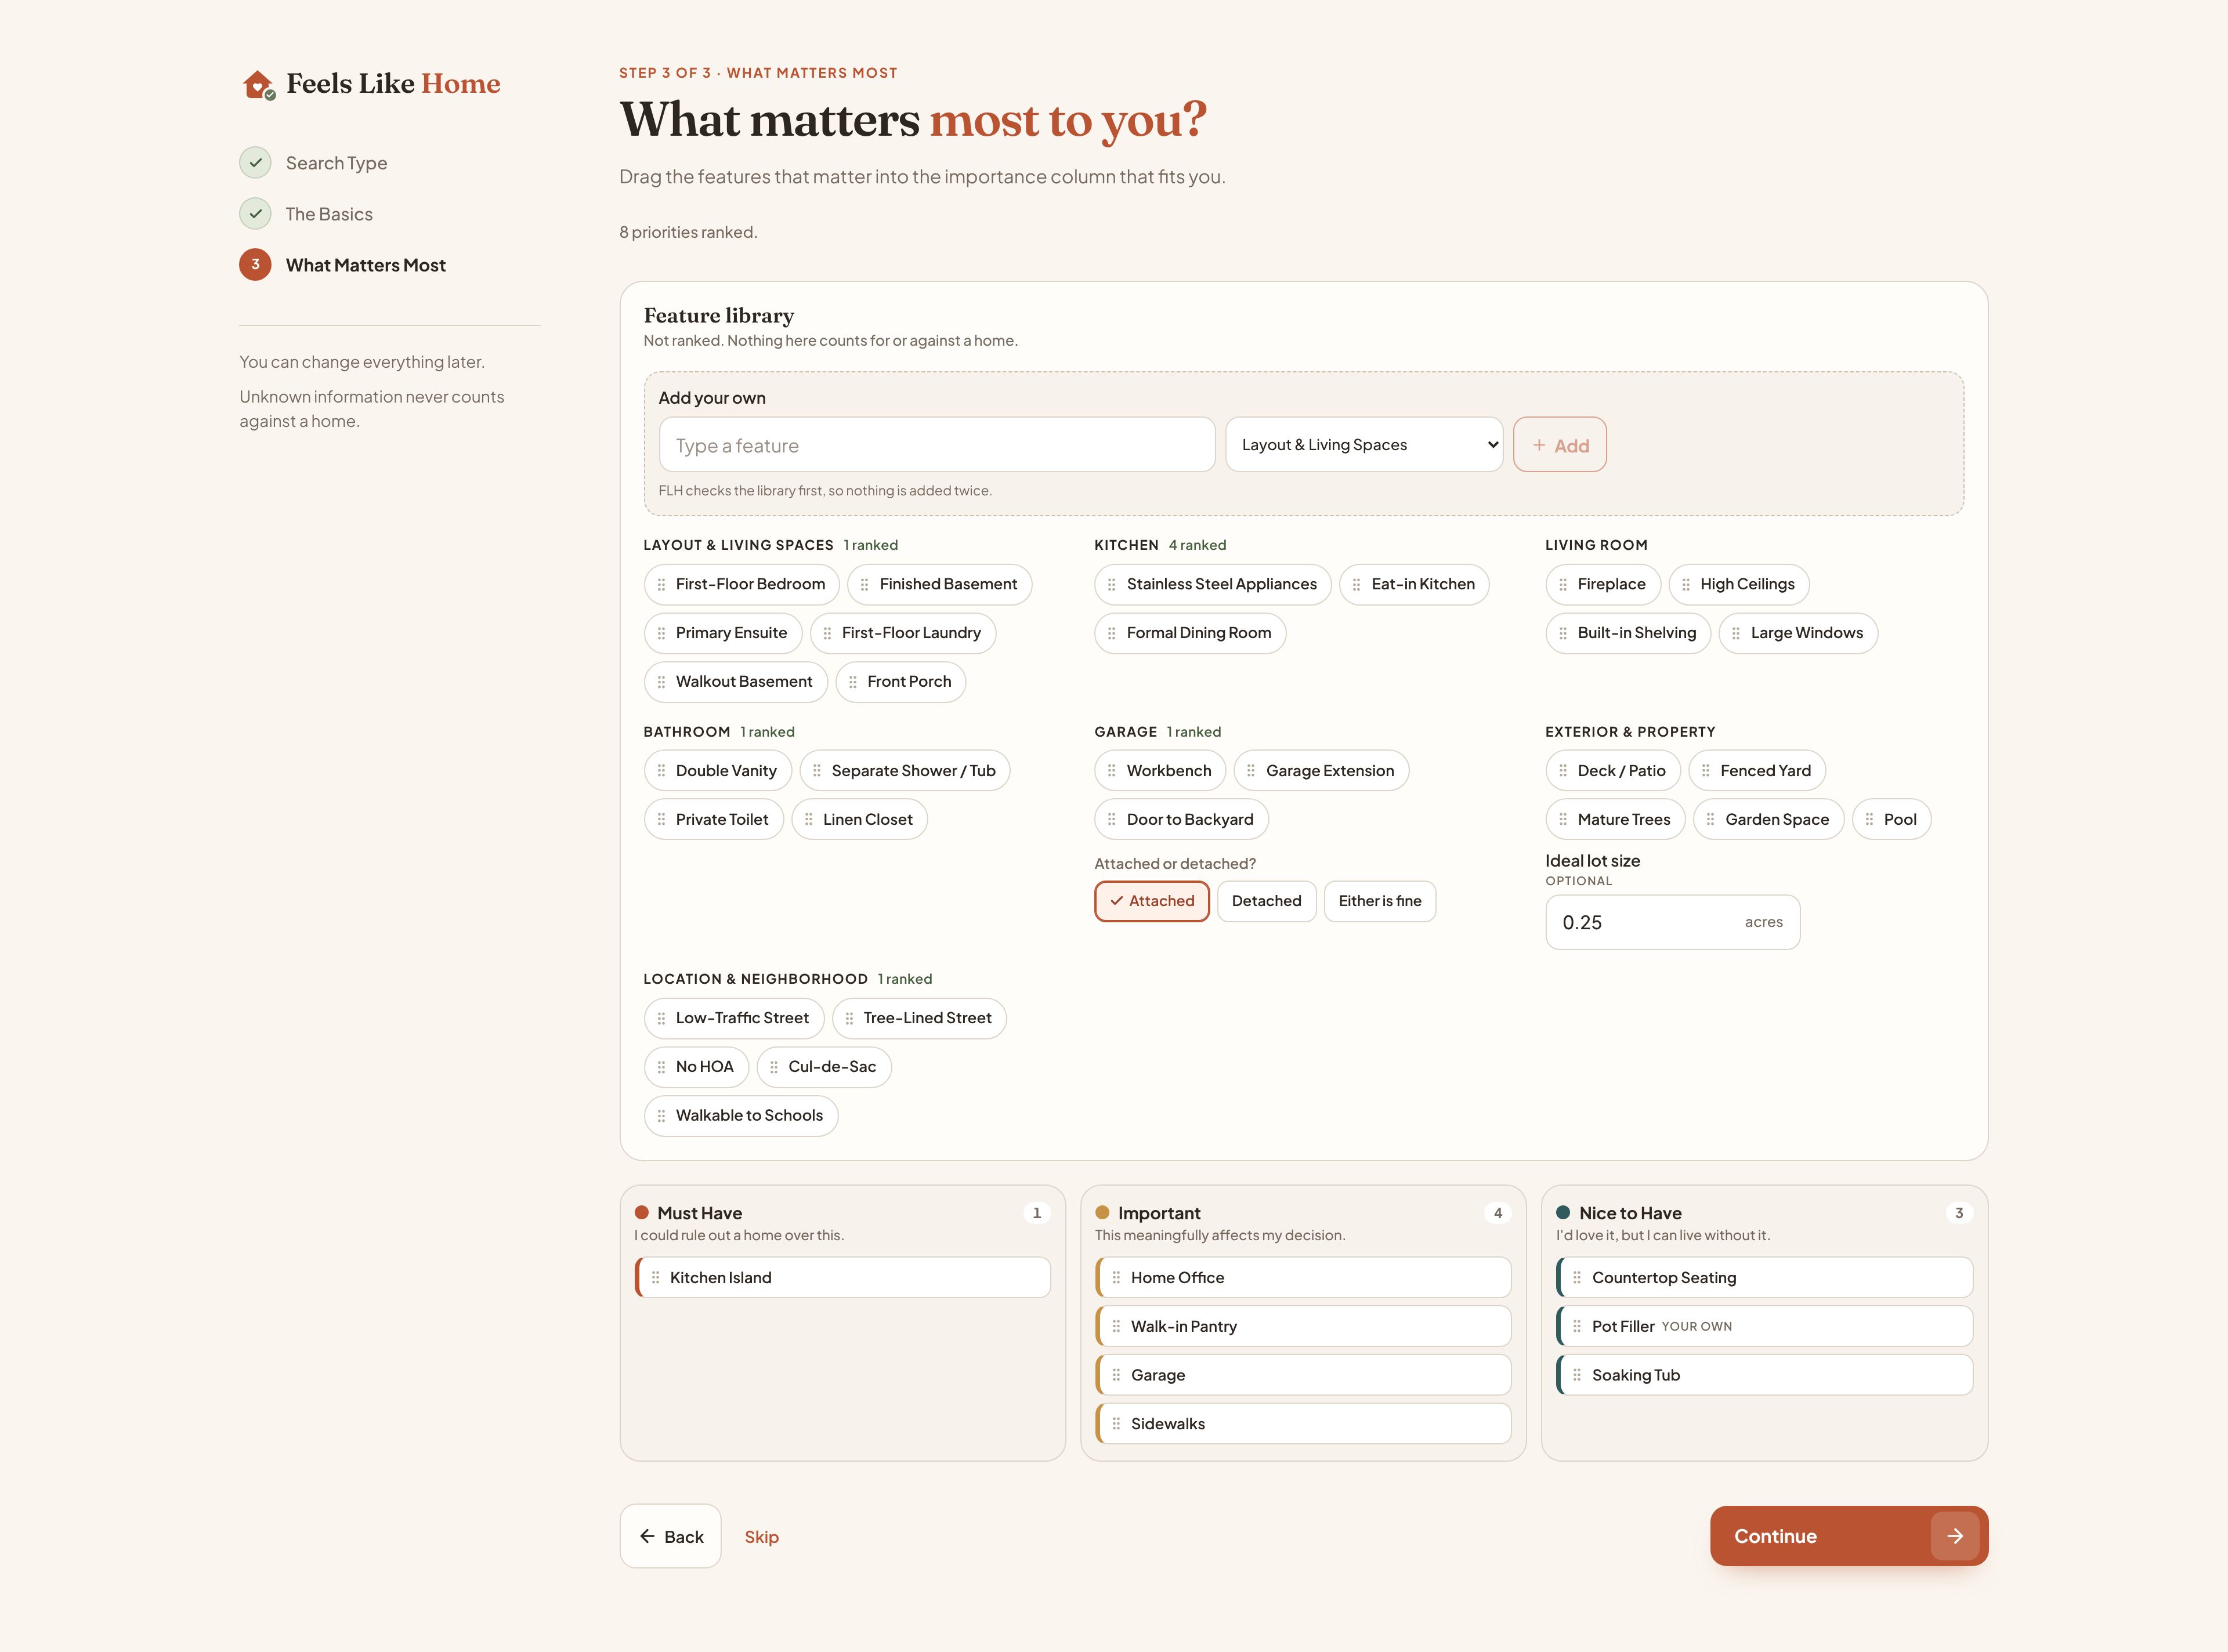 Feels Like Home
Search Type
The Basics
3 What Matters Most
You can change everything later.
Unknown information never counts
against a home.
STEP 3 OF 3 · WHAT MATTERS MOST
What matters most to you?
Drag the features that matter into the importance column that fits you.
8 priorities ranked.
Feature library
Not ranked. Nothing here counts for or against a home.
Add your own
Type a feature
Layout & Living Spaces
+ Add
FLH checks the library first, so nothing is added twice.
LAYOUT & LIVING SPACES 1 ranked
First-Floor Bedroom
Finished Basement
Primary Ensuite
First-Floor Laundry
Walkout Basement
Front Porch
KITCHEN 4 ranked
Stainless Steel Appliances
Eat-in Kitchen
Formal Dining Room
LIVING ROOM
Fireplace
High Ceilings
Built-in Shelving
Large Windows
BATHROOM 1 ranked
Double Vanity
Separate Shower / Tub
Private Toilet
Linen Closet
GARAGE 1 ranked
Workbench
Garage Extension
Door to Backyard
Attached or detached?
Attached
Detached
Either is fine
EXTERIOR & PROPERTY
Deck / Patio
Fenced Yard
Mature Trees
Garden Space
Pool
Ideal lot size
OPTIONAL
0.25 acres
LOCATION & NEIGHBORHOOD 1 ranked
Low-Traffic Street
Tree-Lined Street
No HOA
Cul-de-Sac
Walkable to Schools
Must Have 1
I could rule out a home over this.
Kitchen Island
Important 4
This meaningfully affects my decision.
Home Office
Walk-in Pantry
Garage
Sidewalks
Nice to Have 3
I'd love it, but I can live without it.
Countertop Seating
Pot Filler YOUR OWN
Soaking Tub
Back
Skip
Continue